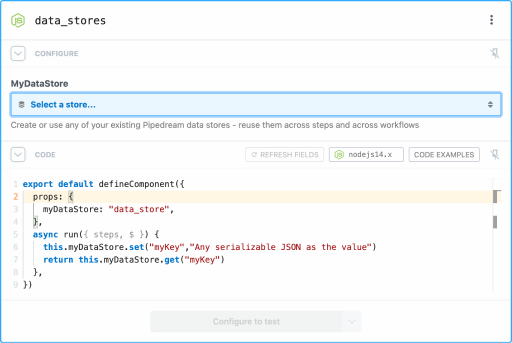 data_stores
CONFIGURE
MyDataStore
Select a store...
Create or use any of your existing Pipedream data stores - reuse them across steps and across workflows
CODE REFRESH FIELDS JS nodejs14.x CODE EXAMPLES
1 export default defineComponent({
2 props: {
3 myDataStore: "data_store",
4 },
5 async run({ steps, $ }) {
6 this.myDataStore.set("myKey","Any serializable JSON as the value")
7 return this.myDataStore.get("myKey")
8 },
9 })
Configure to test